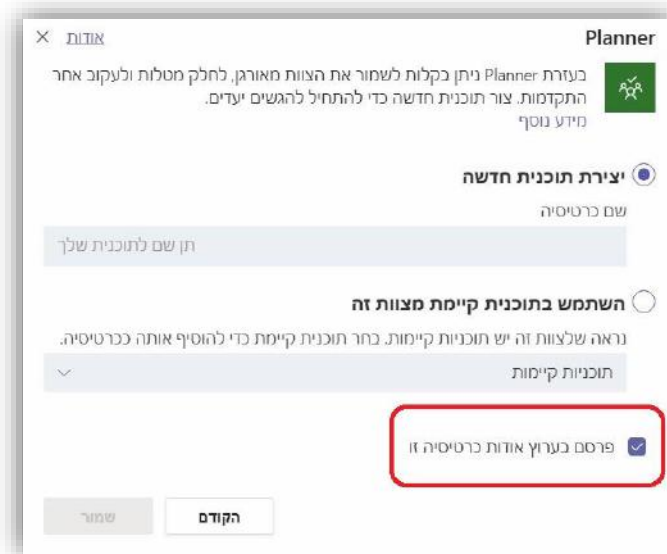 Planner
אודות
בעזרת Planner ניתן בקלות לשמור את הצוות מאורגן, לחלק מטלות ולעקוב אחר
התקדמות. צור תוכנית חדשה כדי להתחיל להגשים יעדים.
מידע נוסף
יצירת תוכנית חדשה
שם כרטיסיה
תן שם לתוכנית שלך
השתמש בתוכנית קיימת מצוות זה
נראה שלצוות זה יש תוכניות קיימות. בחר תוכנית קיימת כדי להוסיף אותה ככרטיסיה.
תוכניות קיימות
פרסם בערוץ אודות כרטיסיה זו
הקודם
שמור